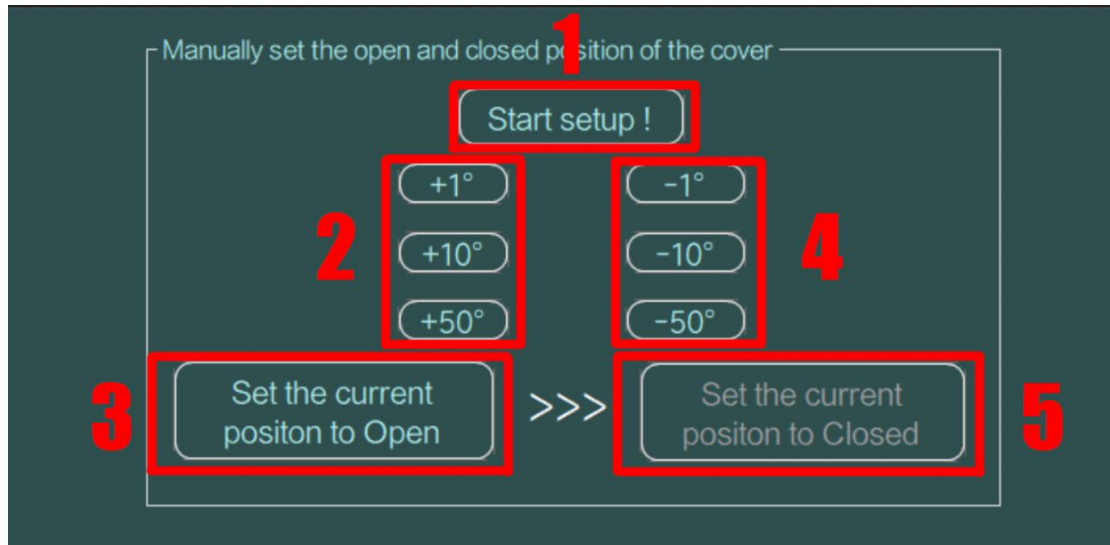 1
Manually set the open and closed position of the cover
Start setup !
+1°
-1°
2
+10°
-10°
4
+50°
-50°
3
Set the current
positon to Open
>>>
Set the current
positon to Closed
5